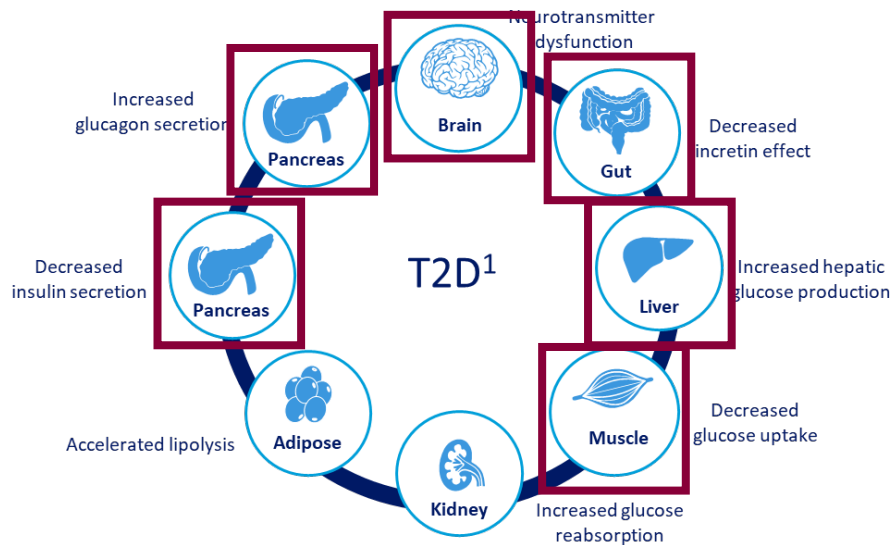 Neurotransmitter
dysfunction
Brain
Increased
glucagon secretion
Pancreas
Gut
Decreased
incretin effect
Decreased
insulin secretion
Pancreas
T2D1
Liver
Increased hepatic
glucose production
Accelerated lipolysis
Adipose
Muscle
Decreased
glucose uptake
Kidney
Increased glucose
reabsorption